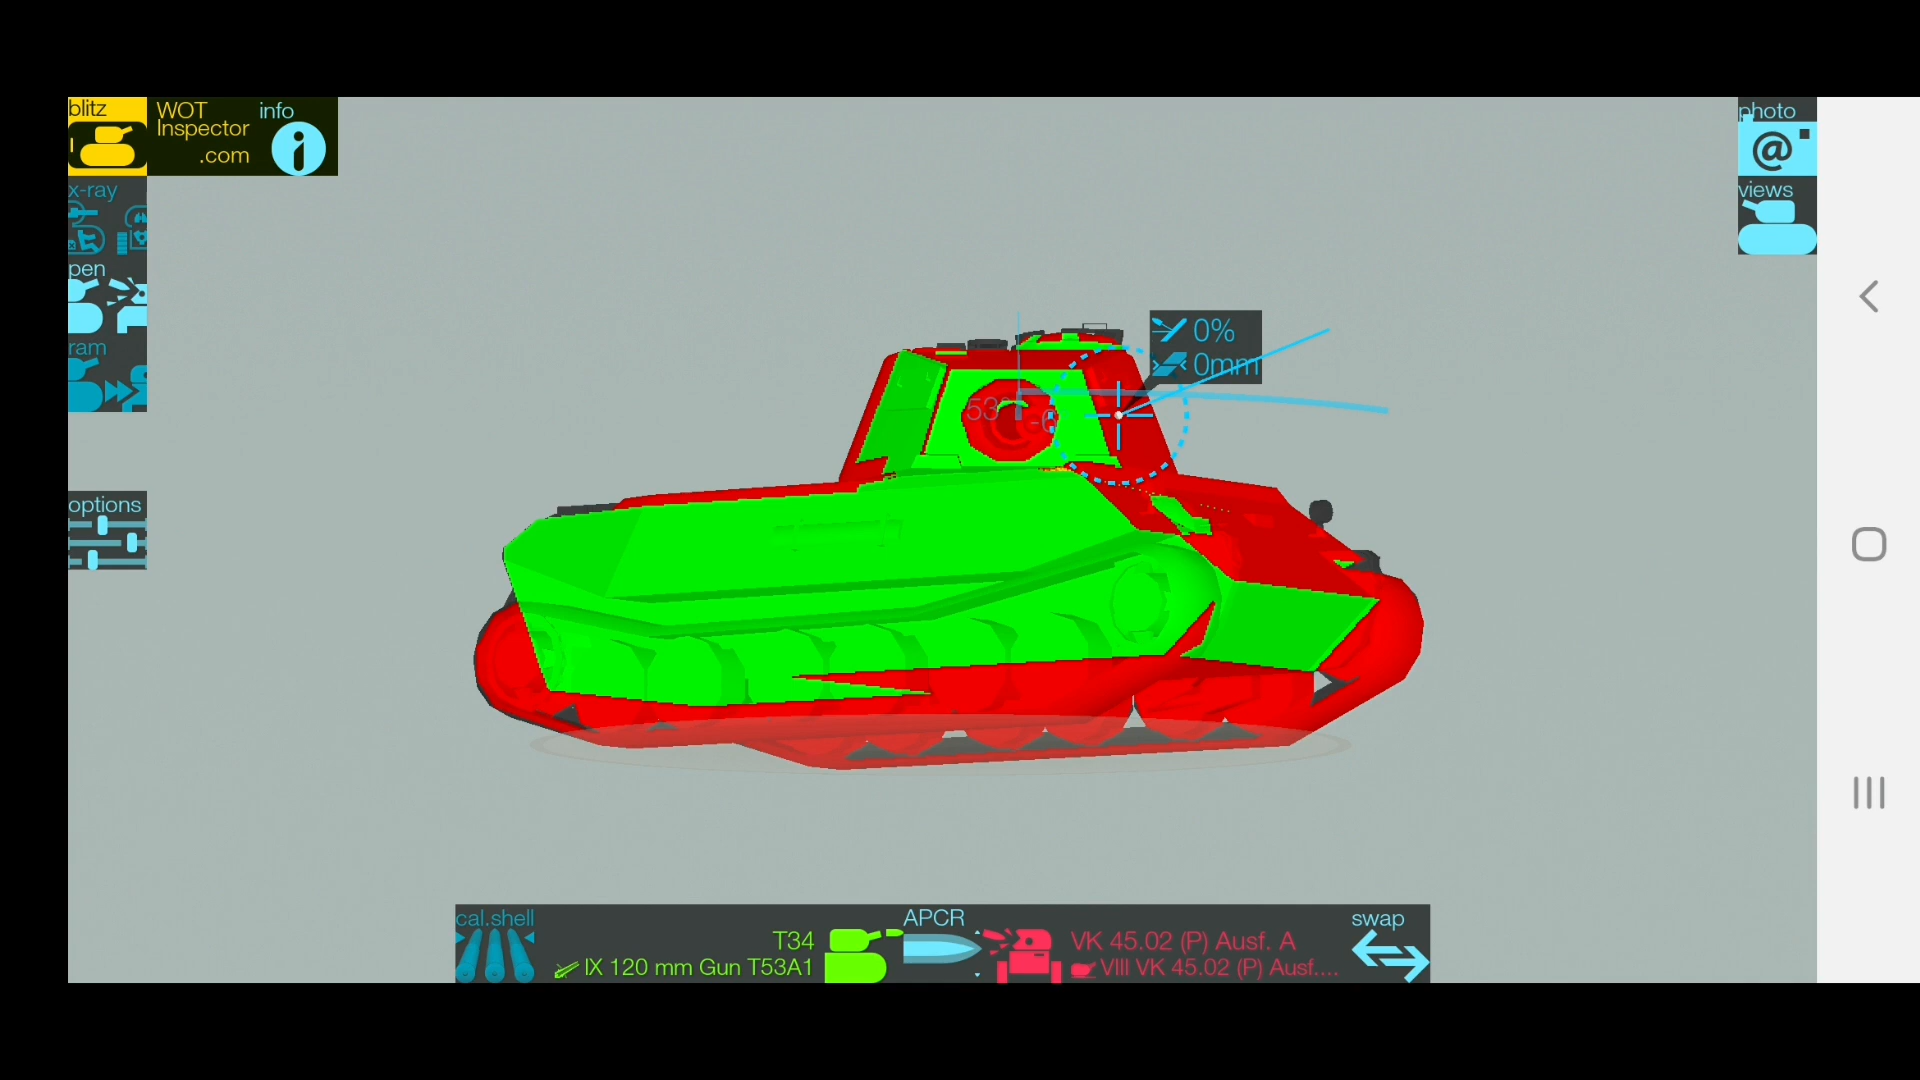 blitz
WOT
Inspector
.com
info
x-ray
pen
ram
options
photo
views
0%
0mm
53°
cal.shell
T34
IX 120 mm Gun T53A1
APCR
VK 45.02 (P) Ausf. A
VIII VK 45.02 (P) Ausf....
swap